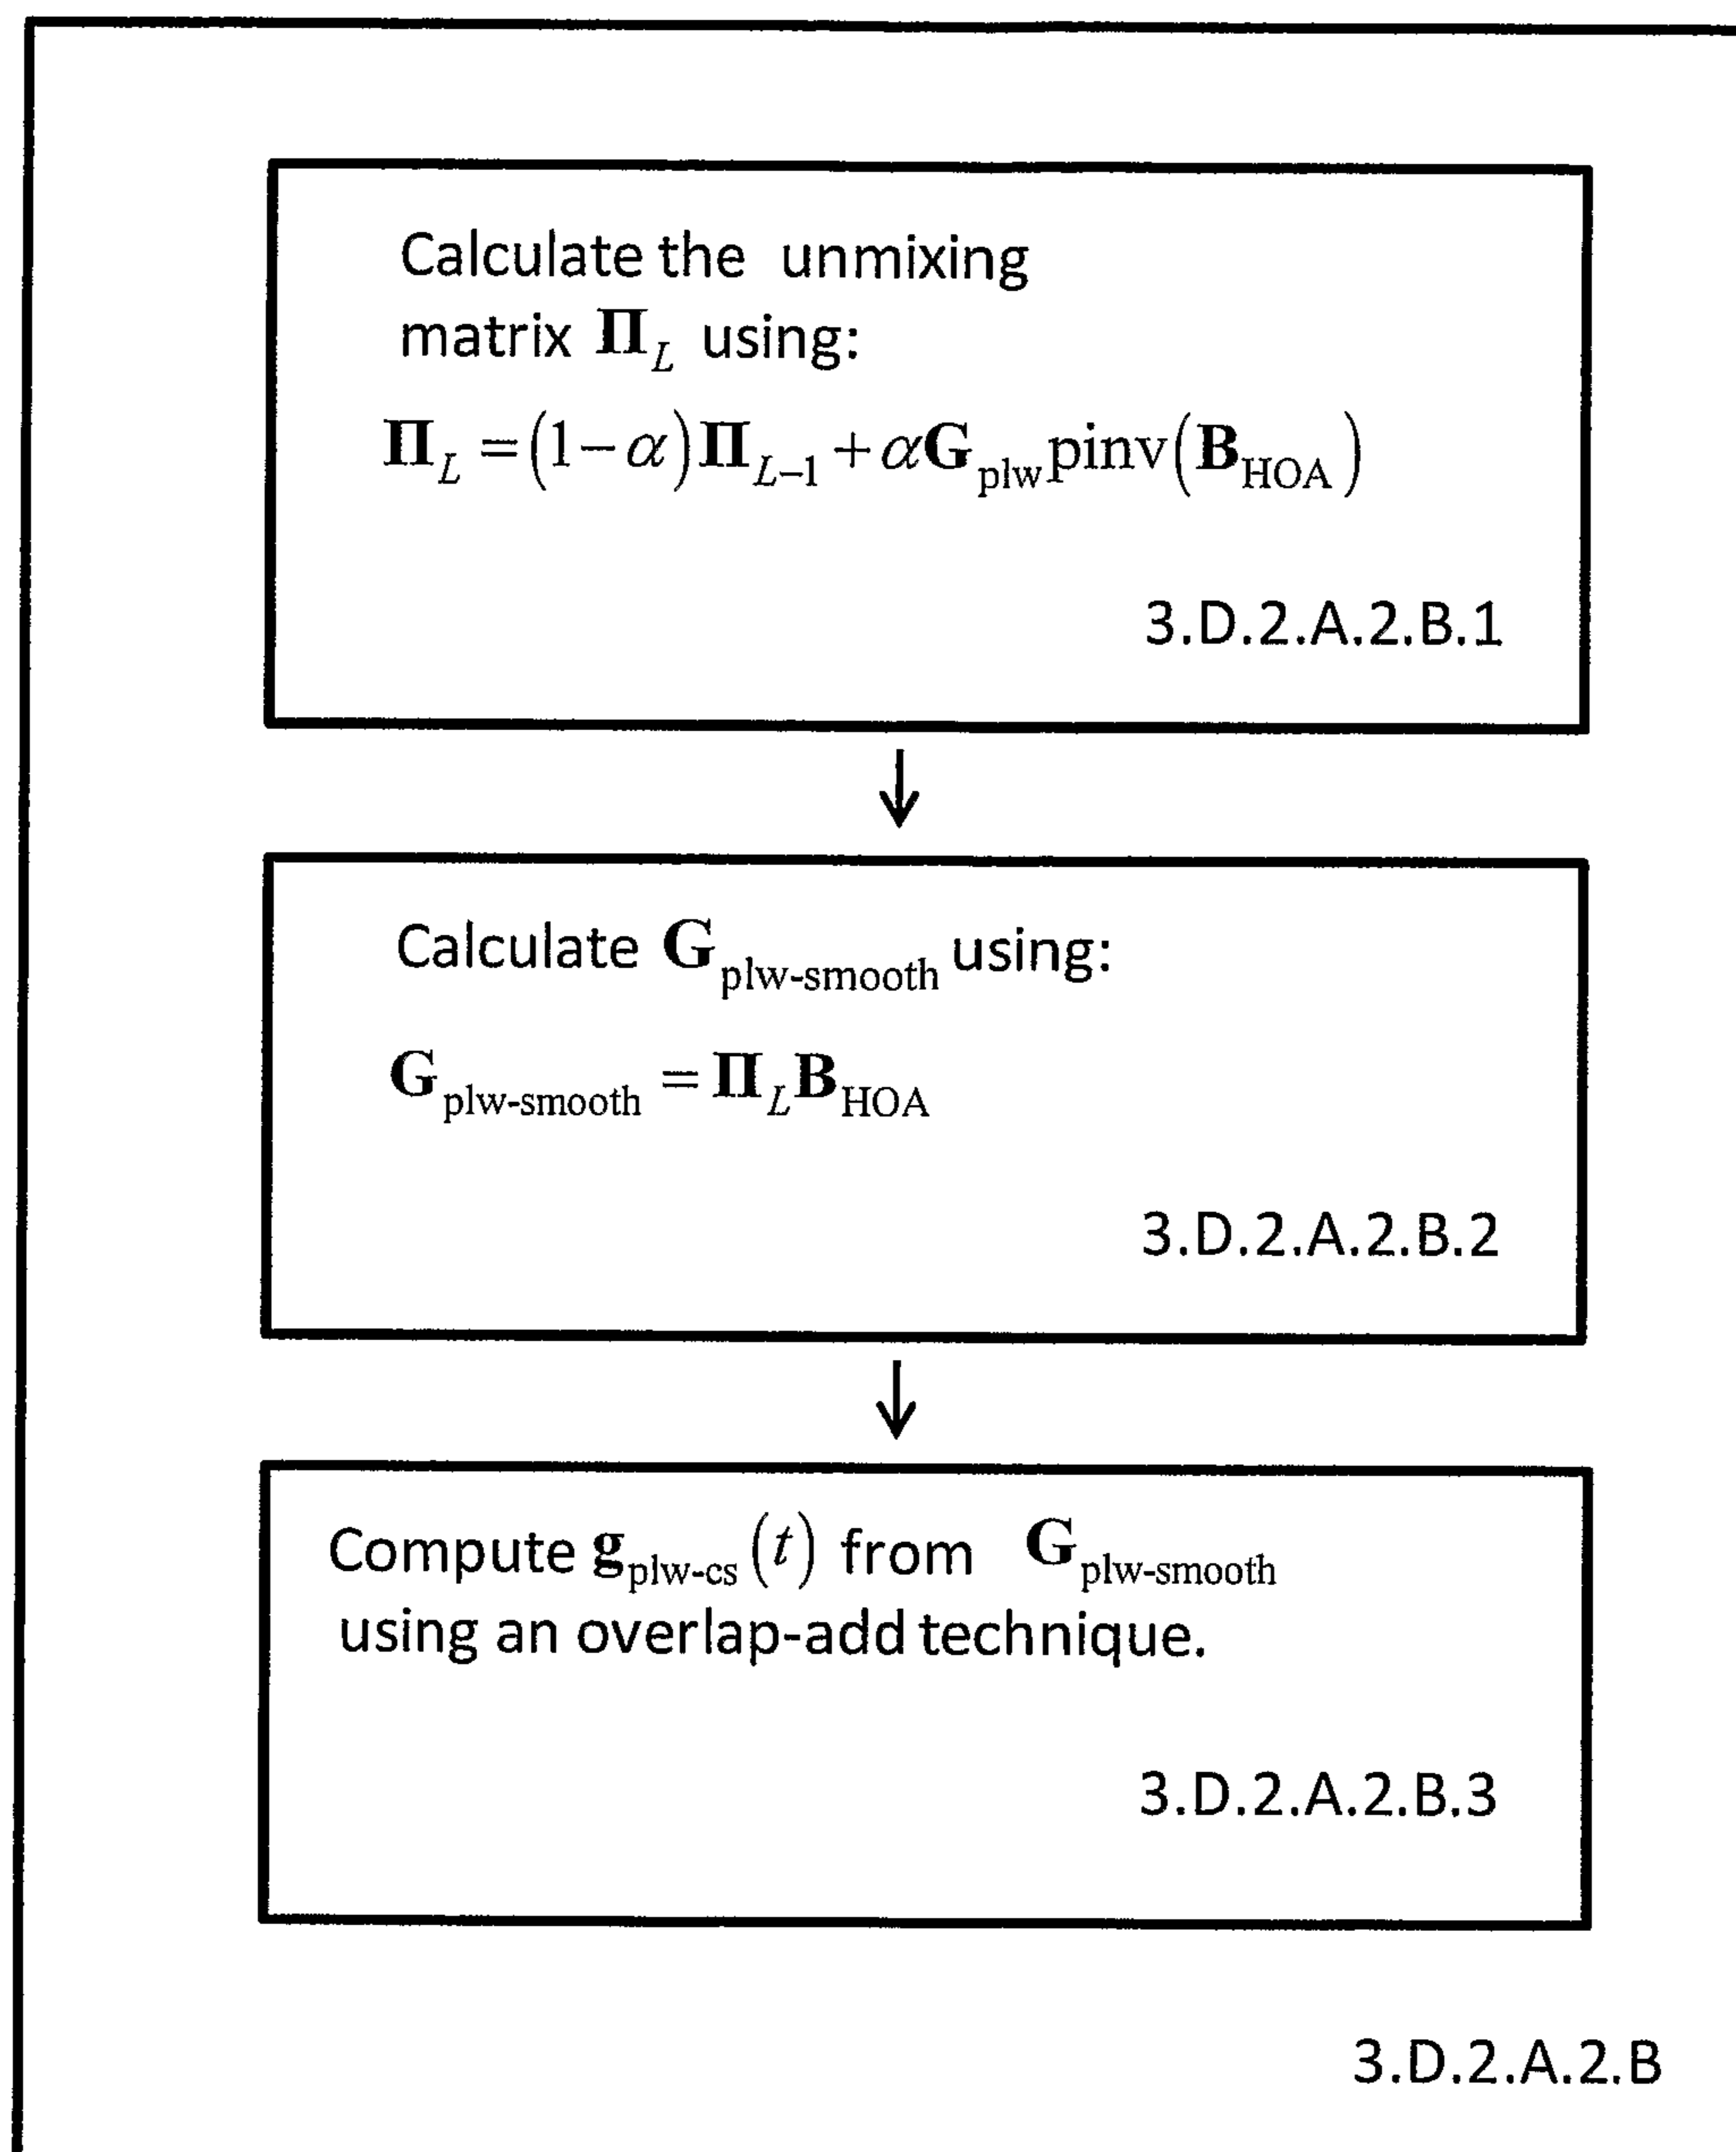 Calculate the unmixing
matrix Π_L using:
Π_L = (1−α)Π_{L−1} + αG_plw pinv(B_HOA)
3.D.2.A.2.B.1
Calculate G_plw-smooth using:
G_plw-smooth = Π_L B_HOA
3.D.2.A.2.B.2
Compute g_plw-cs(t) from G_plw-smooth
using an overlap-add technique.
3.D.2.A.2.B.3
3.D.2.A.2.B